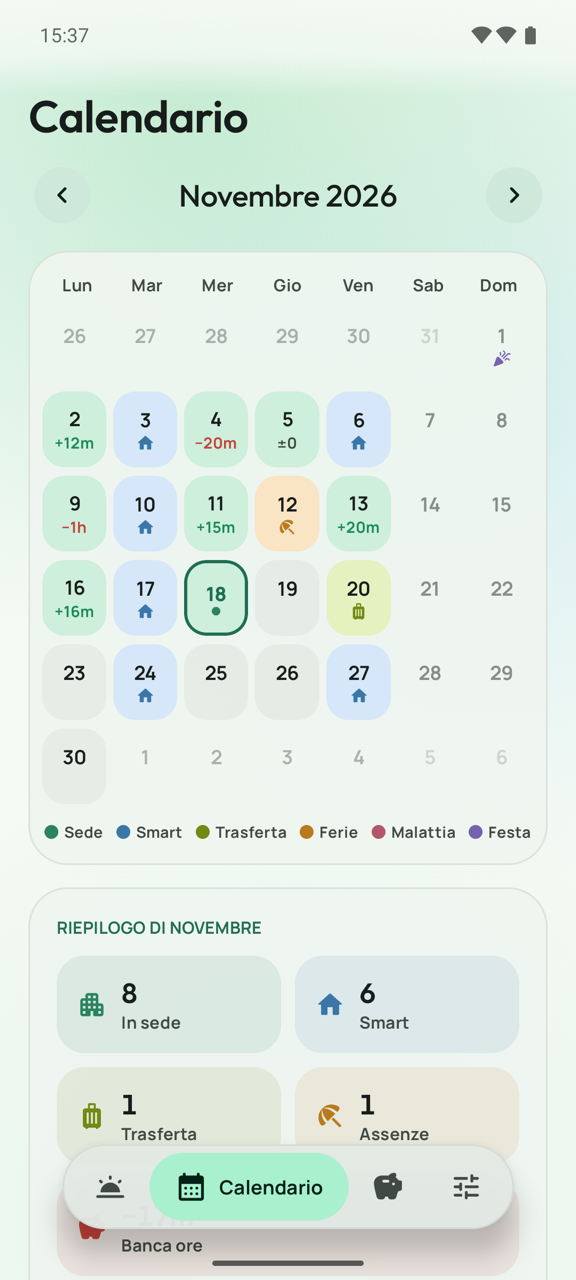 15:37
Calendario
Novembre 2026
Lun Mar Mer Gio Ven Sab Dom
26 27 28 29 30 31 1
2 3 4 5 6 7 8
+12m −20m ±0
9 10 11 12 13 14 15
−1h +15m +20m
16 17 18 19 20 21 22
+16m
23 24 25 26 27 28 29
30 1 2 3 4 5 6
Sede Smart Trasferta Ferie Malattia Festa
RIEPILOGO DI NOVEMBRE
8 6
In sede Smart
1 1
Trasferta Assenze
Calendario
Banca ore